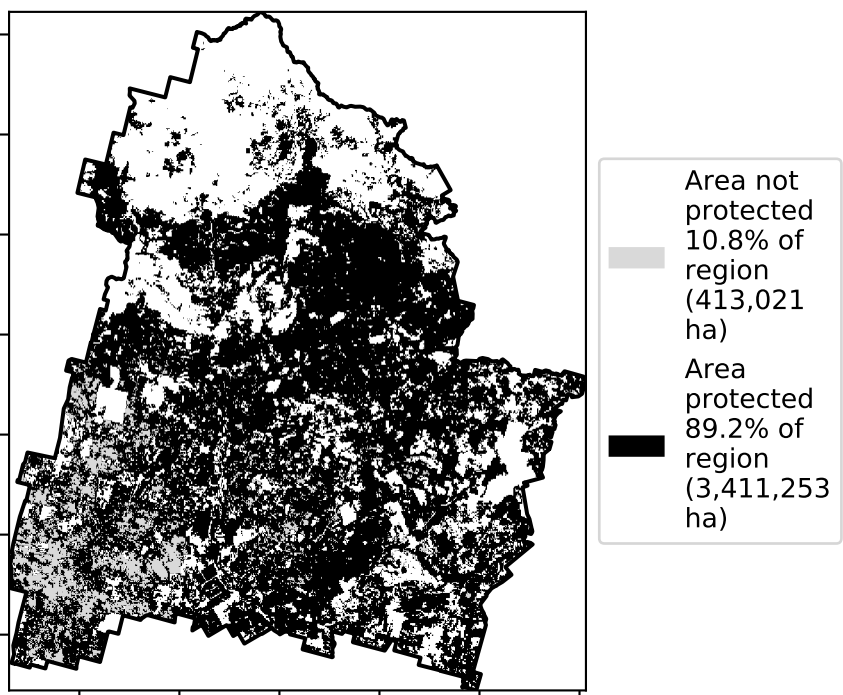 Area not
protected
10.8% of
region
(413,021
ha)
Area
protected
89.2% of
region
(3,411,253
ha)